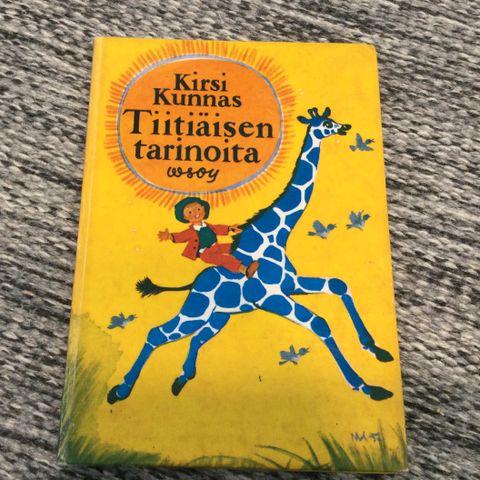 Kirsi
Kunnas
Tiitiäisen
tarinoita
wsoy